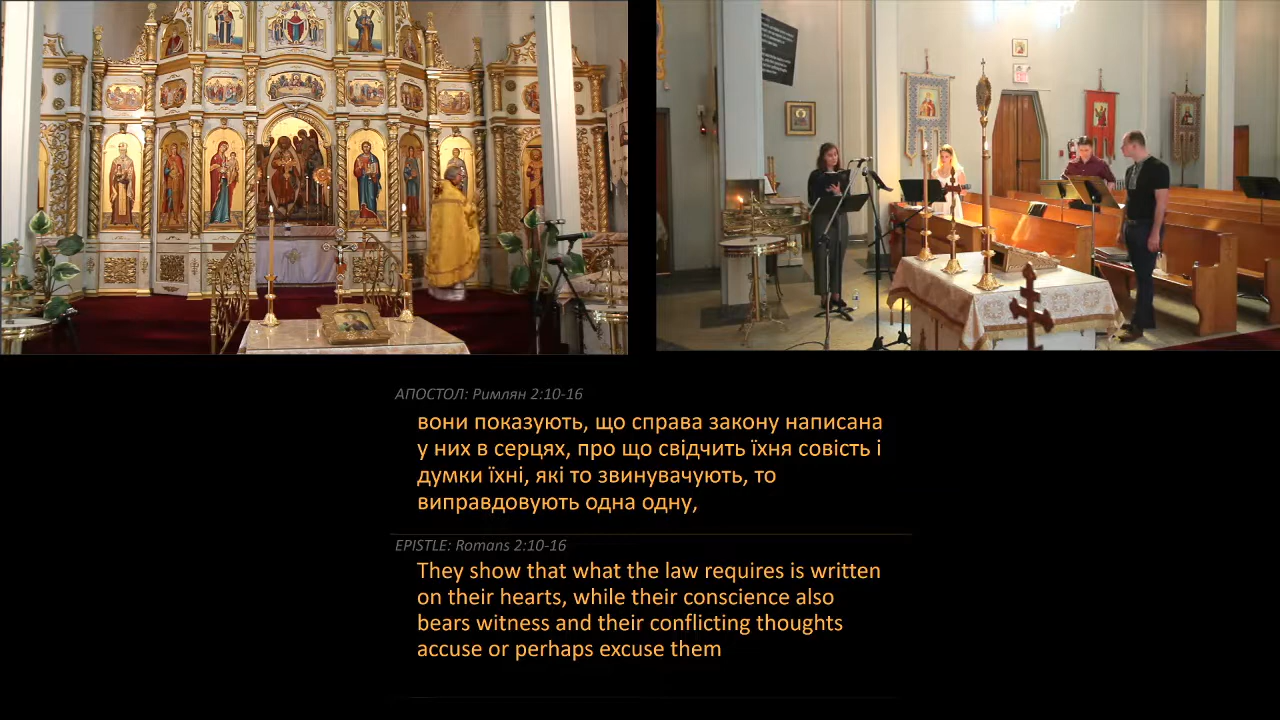 АПОСТОЛ: Римлян 2:10-16
вони показують, що справа закону написана
у них в серцях, про що свідчить їхня совість і
думки їхні, які то звинувачують, то
виправдовують одна одну,
EPISTLE: Romans 2:10-16
They show that what the law requires is written
on their hearts, while their conscience also
bears witness and their conflicting thoughts
accuse or perhaps excuse them